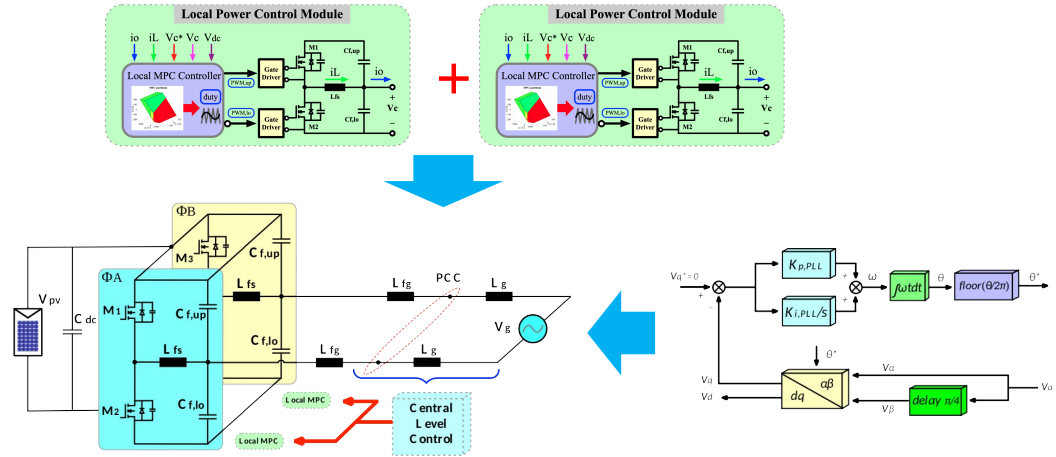 Local Power Control Module
io iL Vc* Vc Vdc
Local MPC Controller
duty
PWM,up
PWM,lo
Gate Driver
Gate Driver
M1
M2
Cf,up
Cf,lo
iL
Lfs
io
+
Vc
−
+
Local Power Control Module
io iL Vc* Vc Vdc
Local MPC Controller
duty
PWM,up
PWM,lo
Gate Driver
Gate Driver
M1
M2
Cf,up
Cf,lo
iL
Lfs
io
+
Vc
−
ΦB
M3
C f,up
L fs
C f,lo
ΦA
M1
C f,up
L fs
M2
C f,lo
V pv
C dc
L fg
PCC
L g
V g
L fg
L g
Local MPC
Local MPC
Central
Level
Control
Vq*=0
+
-
Kp,PLL
Ki,PLL/s
+
+
ω
∫ωtdt
θ
floor(θ/2π)
θ*
θ*
Vq
Vd
αβ
dq
Vα
Vβ
delay π/4
Vα